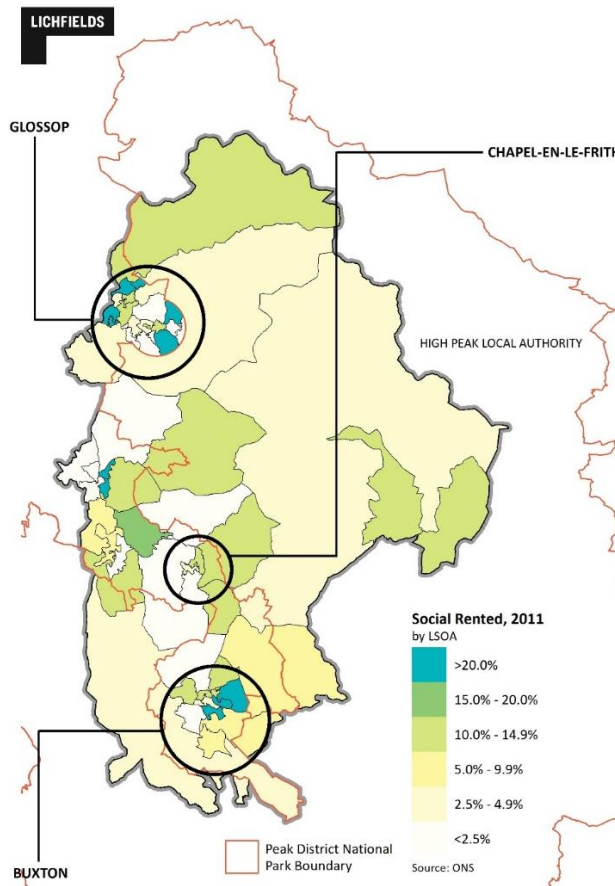 LICHFIELDS
GLOSSOP
CHAPEL-EN-LE-FRITH
HIGH PEAK LOCAL AUTHORITY
Social Rented, 2011
by LSOA
>20.0%
15.0% - 20.0%
10.0% - 14.9%
5.0% - 9.9%
2.5% - 4.9%
<2.5%
Peak District National
Park Boundary
Source: ONS
BUXTON